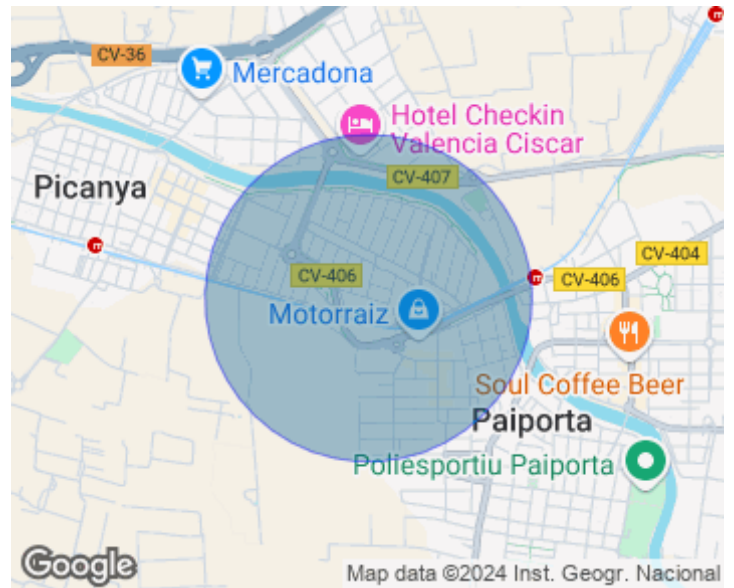 CV-36
Mercadona
Hotel Checkin
Valencia Ciscar
Picanya
CV-407
CV-406
CV-404
CV-406
Motorraiz
Soul Coffee Beer
Paiporta
Poliesportiu Paiporta
Google
Map data ©2024 Inst. Geogr. Nacional